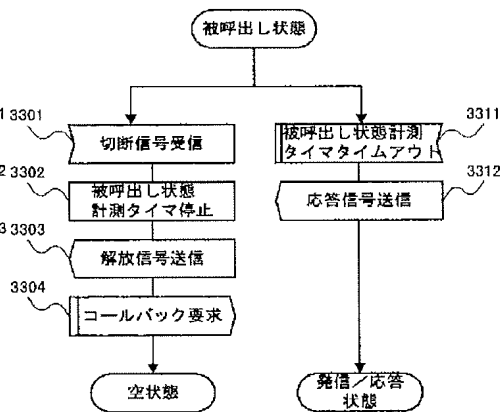 被呼出し状態
1 3301
切断信号受信
2 3302
被呼出し状態
計測タイマ停止
3 3303
解放信号送信
3304
コールバック要求
空状態
3311
被呼出し状態計測
タイマタイムアウト
3312
応答信号送信
発信/応答
状態